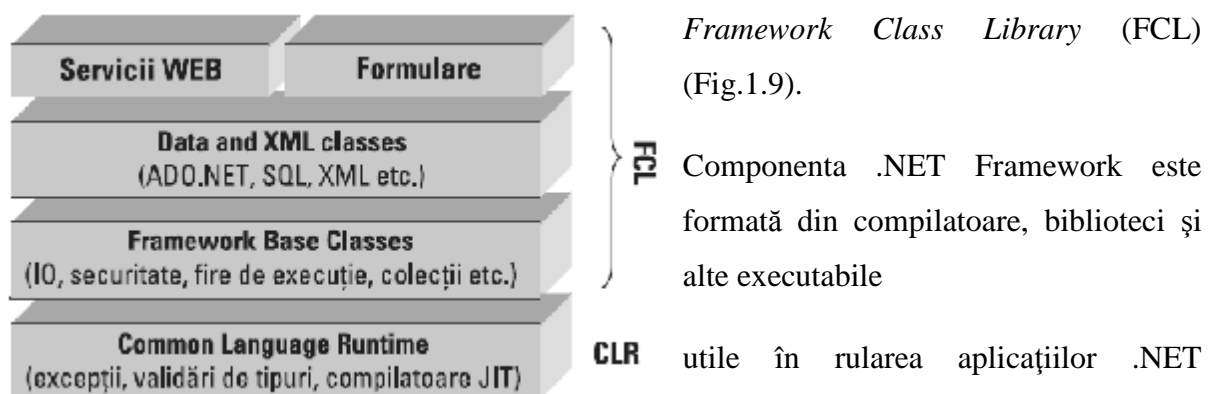 Servicii WEB
Formulare
Data and XML classes
(ADO.NET, SQL, XML etc.)
Framework Base Classes
(IO, securitate, fire de execuție, colecții etc.)
Common Language Runtime
(excepții, validări de tipuri, compilatoare JIT)
FCL
CLR
Framework Class Library (FCL)
(Fig.1.9).
Componenta .NET Framework este
formată din compilatoare, biblioteci şi
alte executabile
utile în rularea aplicaţiilor .NET